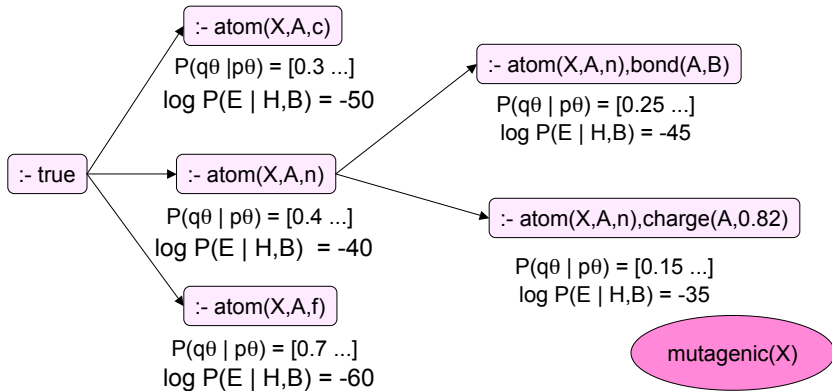 :- atom(X,A,c)
P(qθ |pθ) = [0.3 ...]
log P(E | H,B) = -50
:- true
:- atom(X,A,n)
P(qθ | pθ) = [0.4 ...]
log P(E | H,B) = -40
:- atom(X,A,f)
P(qθ | pθ) = [0.7 ...]
log P(E | H,B) = -60
:- atom(X,A,n),bond(A,B)
P(qθ | pθ) = [0.25 ...]
log P(E | H,B) = -45
:- atom(X,A,n),charge(A,0.82)
P(qθ | pθ) = [0.15 ...]
log P(E | H,B) = -35
mutagenic(X)